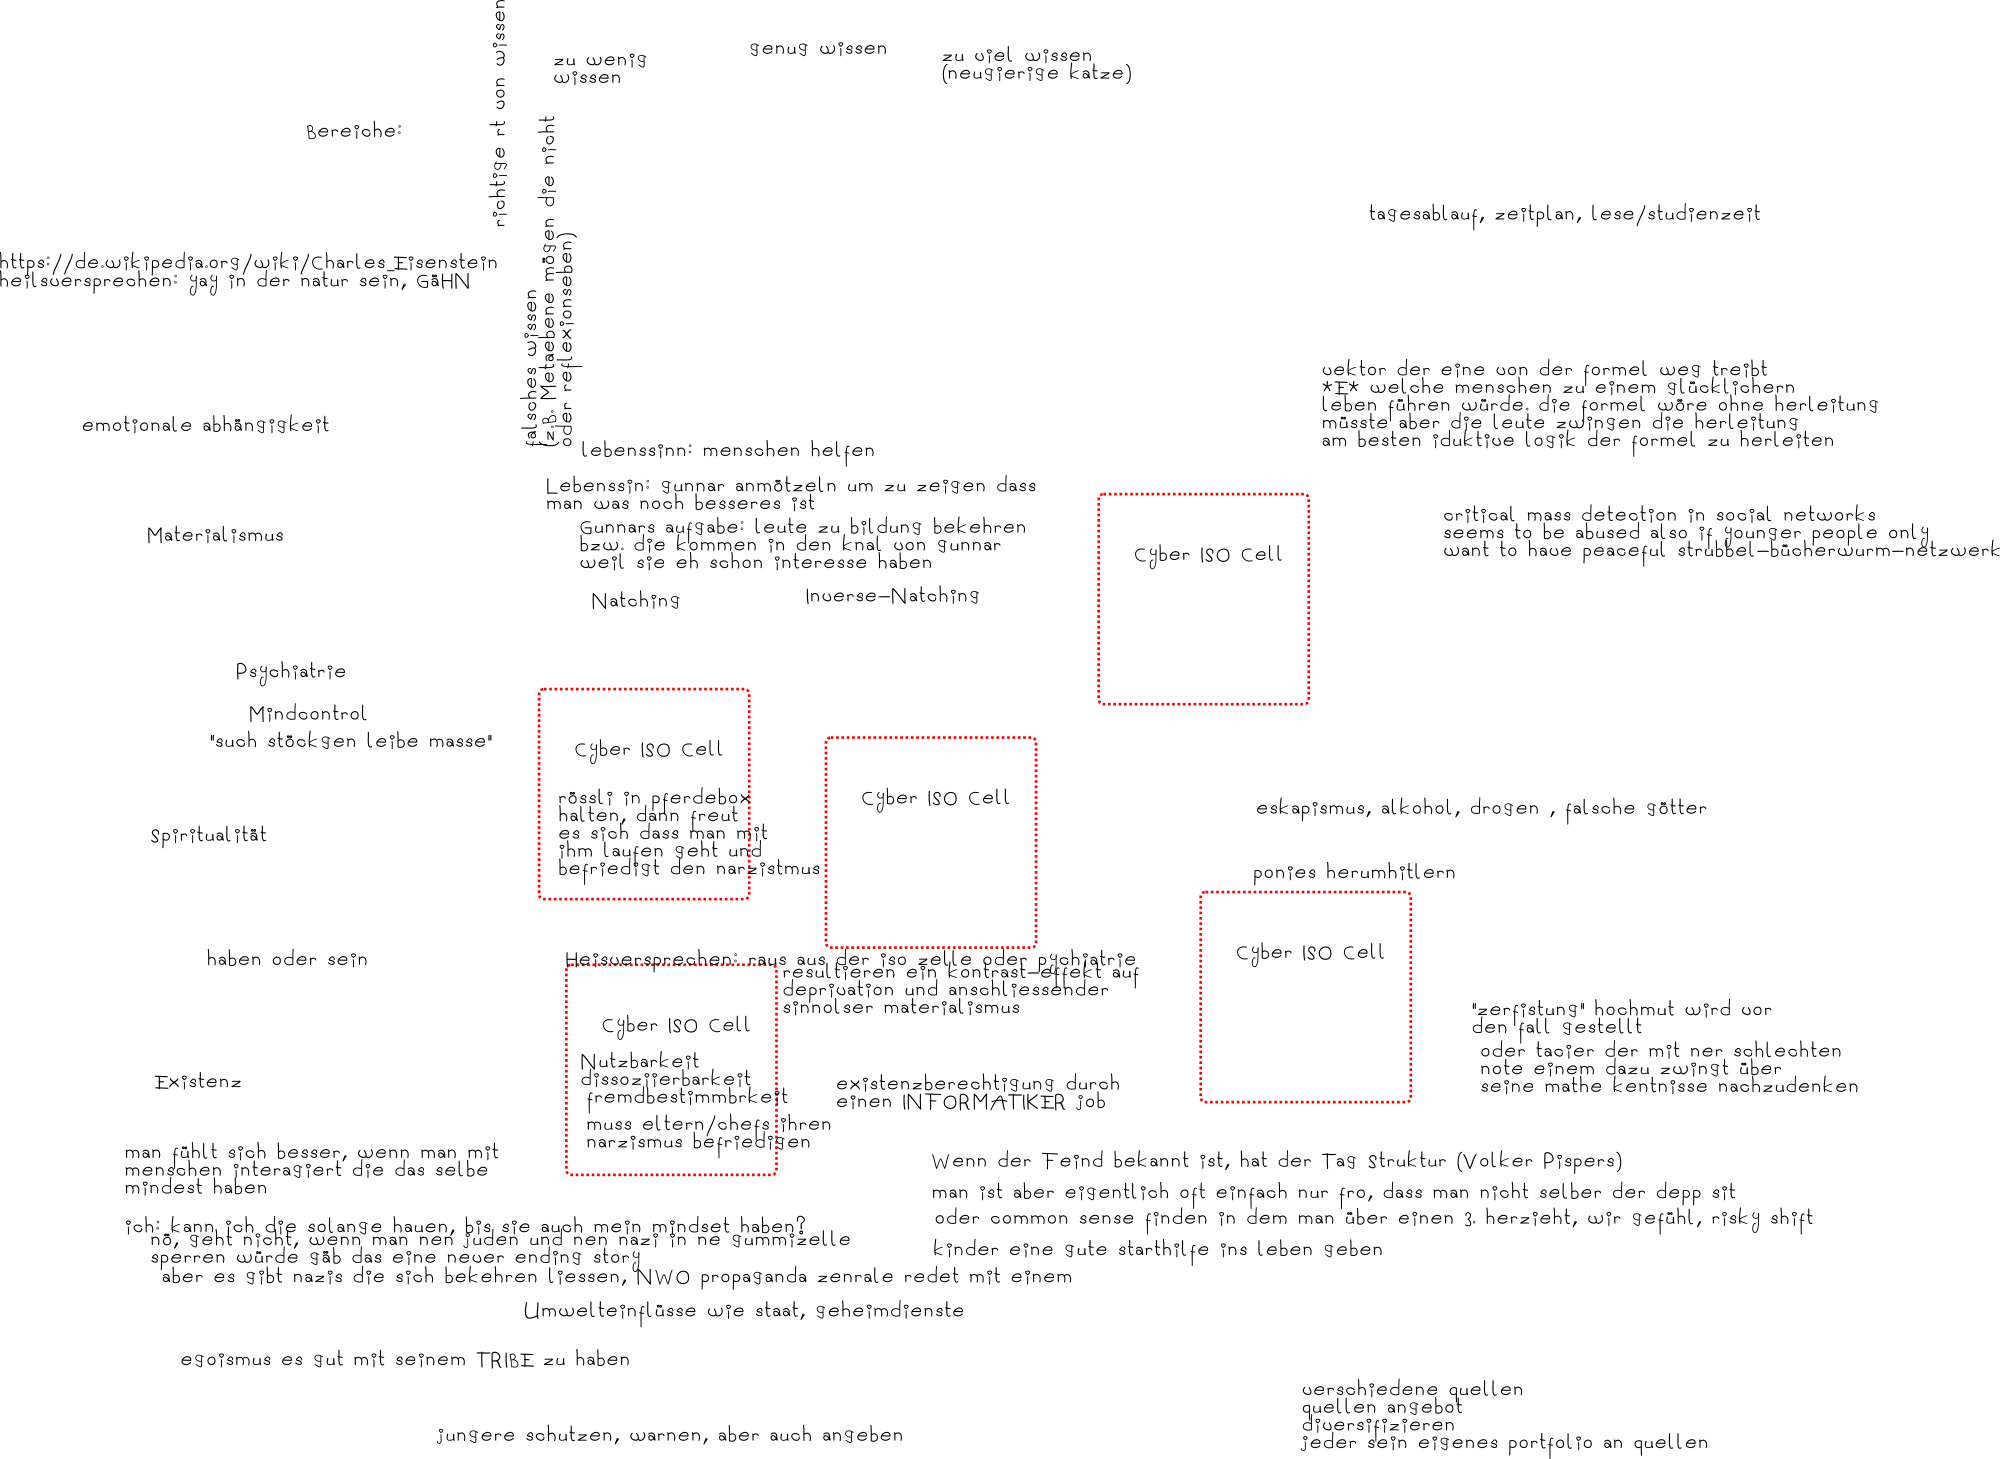 richtige rt von wissen
zu wenig
wissen
genug wissen
zu viel wissen
(neugierige katze)
Bereiche:
tagesablauf, zeitplan, lese/studienzeit
https://de.wikipedia.org/wiki/Charles_Eisenstein
heilsversprechen: yay in der natur sein, GäHN
falsches wissen
(z.B. Metaebene mögen die nicht
oder reflexionseben)
vektor der eine von der formel weg treibt
*E* welche menschen zu einem glücklichern
leben führen würde. die formel wöre ohne herleitung
müsste aber die leute zwingen die herleitung
am besten iduktive logik der formel zu herleiten
emotionale abhängigkeit
lebenssinn: menschen helfen
Lebenssin: gunnar anmötzeln um zu zeigen dass
man was noch besseres ist
Gunnars aufgabe: leute zu bildung bekehren
bzw. die kommen in den knal von gunnar
weil sie eh schon interesse haben
Materialismus
Cyber ISO Cell
critical mass detection in social networks
seems to be abused also if younger people only
want to have peaceful strubbel-bücherwurm-netzwerk
Natching
Inverse-Natching
Psychiatrie
Mindcontrol
"such stöckgen leibe masse"
Cyber ISO Cell
rössli in pferdebox
halten, dann freut
es sich dass man mit
ihm laufen geht und
befriedigt den narzistmus
Cyber ISO Cell
Spiritualität
eskapismus, alkohol, drogen , falsche götter
ponies herumhitlern
Cyber ISO Cell
haben oder sein
Heisversprechen: raus aus der iso zelle oder pychiatrie
resultieren ein kontrast-effekt auf
deprivation und anschliessender
sinnolser materialismus
Cyber ISO Cell
Nutzbarkeit
dissoziierbarkeit
fremdbestimmbrkeit
muss eltern/chefs ihren
narzismus befriedigen
"zerfistung" hochmut wird vor
den fall gestellt
oder tacier der mit ner schlechten
note einem dazu zwingt über
seine mathe kentnisse nachzudenken
Existenz
existenzberechtigung durch
einen INFORMATIKER job
man fühlt sich besser, wenn man mit
menschen interagiert die das selbe
mindest haben
Wenn der Feind bekannt ist, hat der Tag Struktur (Volker Pispers)
man ist aber eigentlich oft einfach nur fro, dass man nicht selber der depp sit
oder common sense finden in dem man über einen 3. herzieht, wir gefühl, risky shift
kinder eine gute starthilfe ins leben geben
ich: kann ich die solange hauen, bis sie auch mein mindset haben?
nö, geht nicht, wenn man nen juden und nen nazi in ne gummizelle
sperren würde gäb das eine never ending story
aber es gibt nazis die sich bekehren liessen, NWO propaganda zenrale redet mit einem
Umwelteinflüsse wie staat, geheimdienste
egoismus es gut mit seinem TRIBE zu haben
verschiedene quellen
quellen angebot
diversifizieren
jeder sein eigenes portfolio an quellen
jungere schutzen, warnen, aber auch angeben